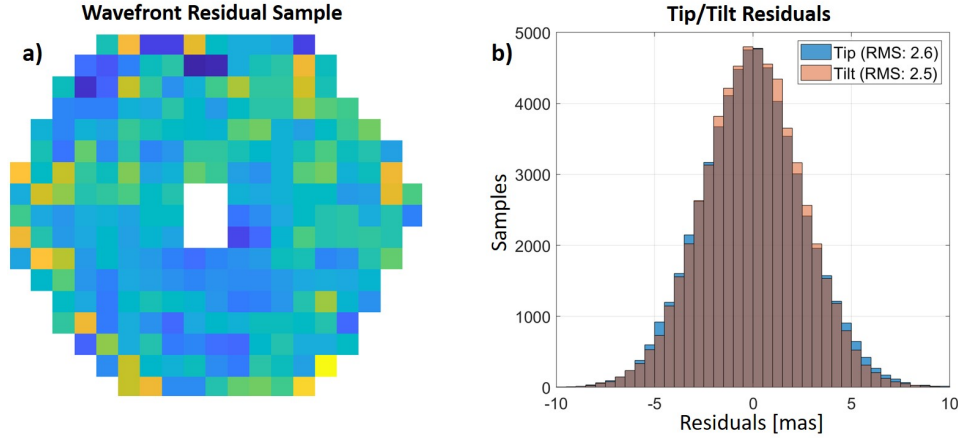 Wavefront Residual Sample
a)
Tip/Tilt Residuals
b)
Tip (RMS: 2.6)
Tilt (RMS: 2.5)
Samples
5000
4000
3000
2000
1000
0
-10
-5
0
5
10
Residuals [mas]